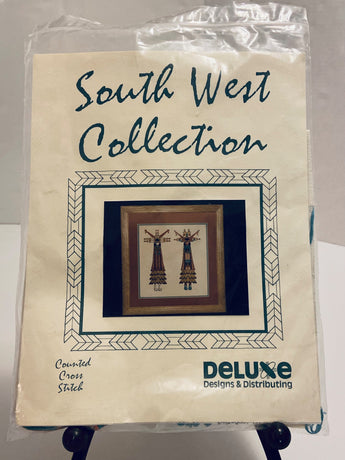 South West
Collection
Counted
Cross
Stitch
DELUXE
Designs & Distributing